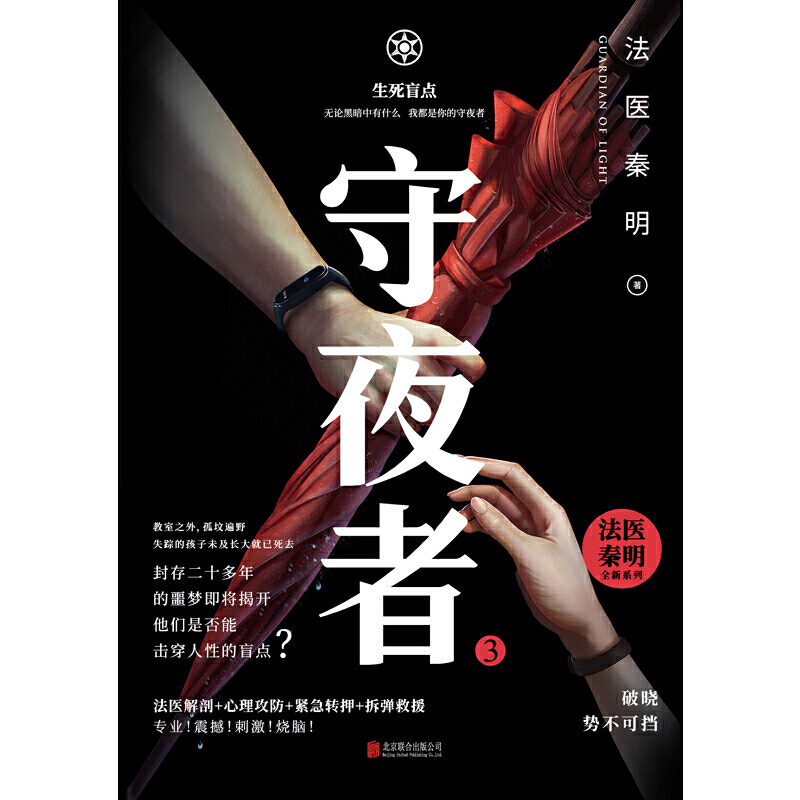 生死盲点
无论黑暗中有什么 我都是你的守夜者
法医秦明
著
GUARDIAN OF LIGHT
守夜者
3
教室之外,孤坟遍野
失踪的孩子未及长大就已死去
封存二十多年
的噩梦即将揭开
他们是否能
击穿人性的盲点?
法医
秦明
全新系列
法医解剖+心理攻防+紧急转押+拆弹救援
专业!震撼!刺激!烧脑!
破晓
势不可挡
北京联合出版公司
Beijing United Publishing Co.,Ltd.